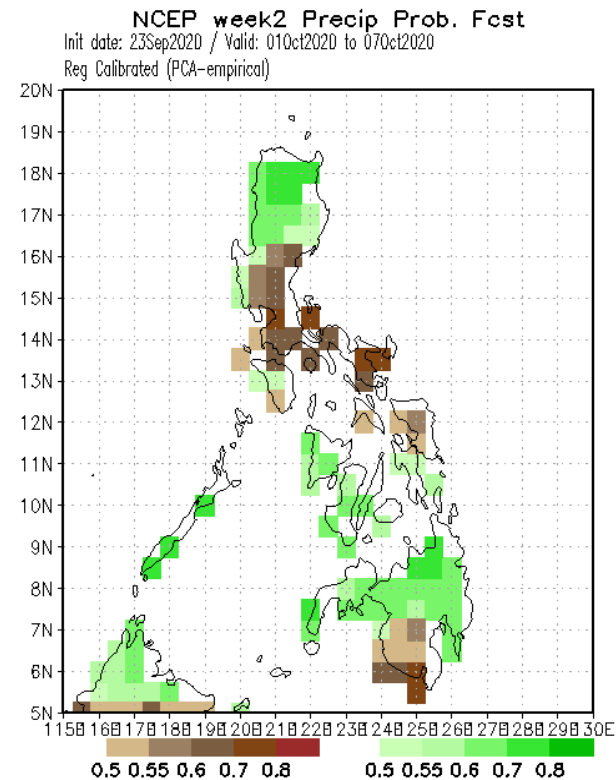 NCEP week2 Precip Prob. Fcst
Init date: 23Sep2020 / Valid: 01Oct2020 to 07Oct2020
Reg Calibrated (PCA-empirical)
20N
19N
18N
17N
16N
15N
14N
13N
12N
11N
10N
9N
8N
7N
6N
5N
115E 116E 117E 118E 119E 120E 121E 122E 123E 124E 125E 126E 127E 128E 129E 130E
0.5 0.55 0.6 0.7 0.8 0.5 0.55 0.6 0.7 0.8